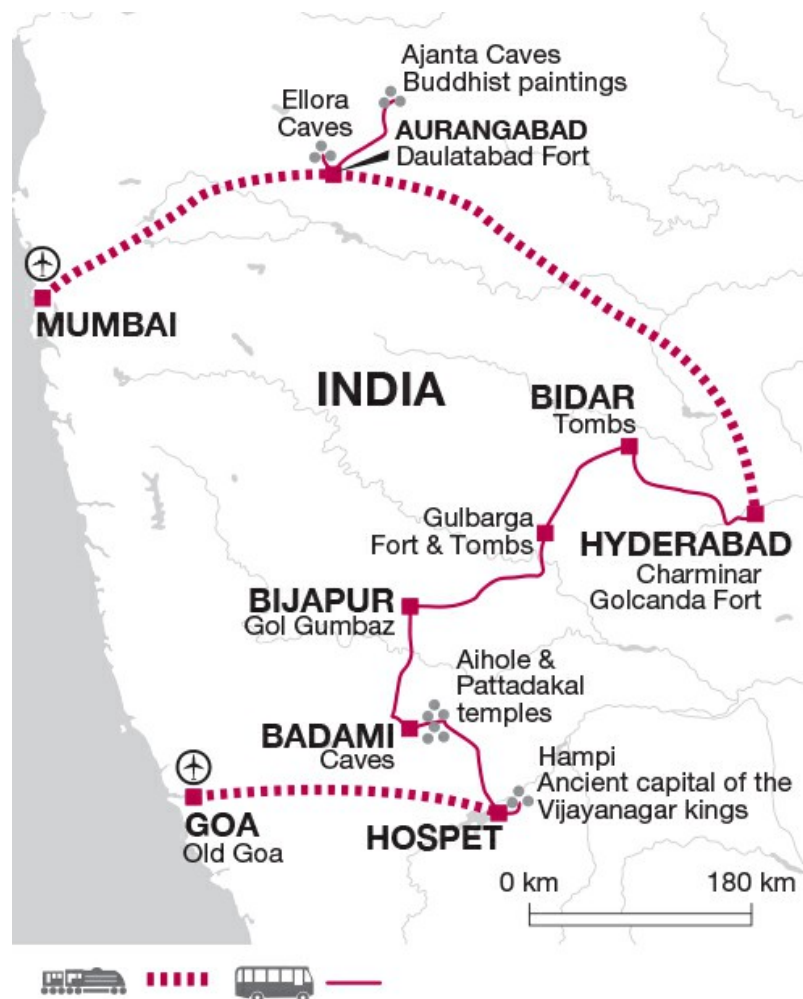 Ajanta Caves
Buddhist paintings
Ellora
Caves
AURANGABAD
Daulatabad Fort
MUMBAI
INDIA
BIDAR
Tombs
Gulbarga
Fort & Tombs
HYDERABAD
Charminar
Golcanda Fort
BIJAPUR
Gol Gumbaz
Aihole &
Pattadakal
temples
BADAMI
Caves
Hampi
Ancient capital of the
Vijayanagar kings
GOA
Old Goa
HOSPET
0 km 180 km